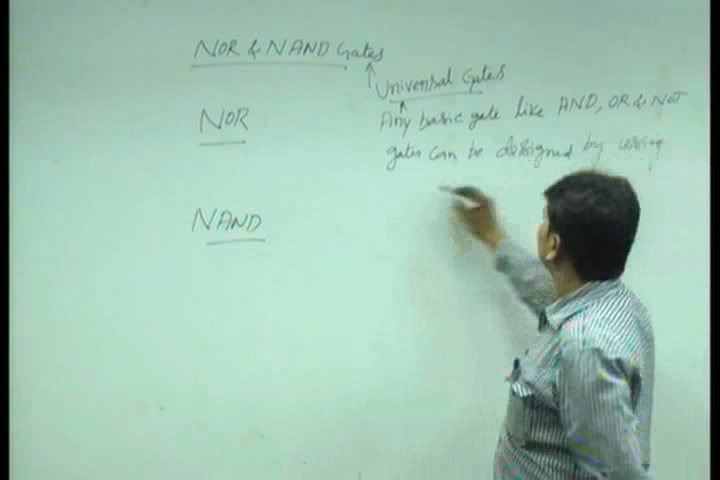 NOR & NAND Gates
Universal Gates
NOR
Any basic gate like AND, OR & NOT
gates can be designed by using
NAND